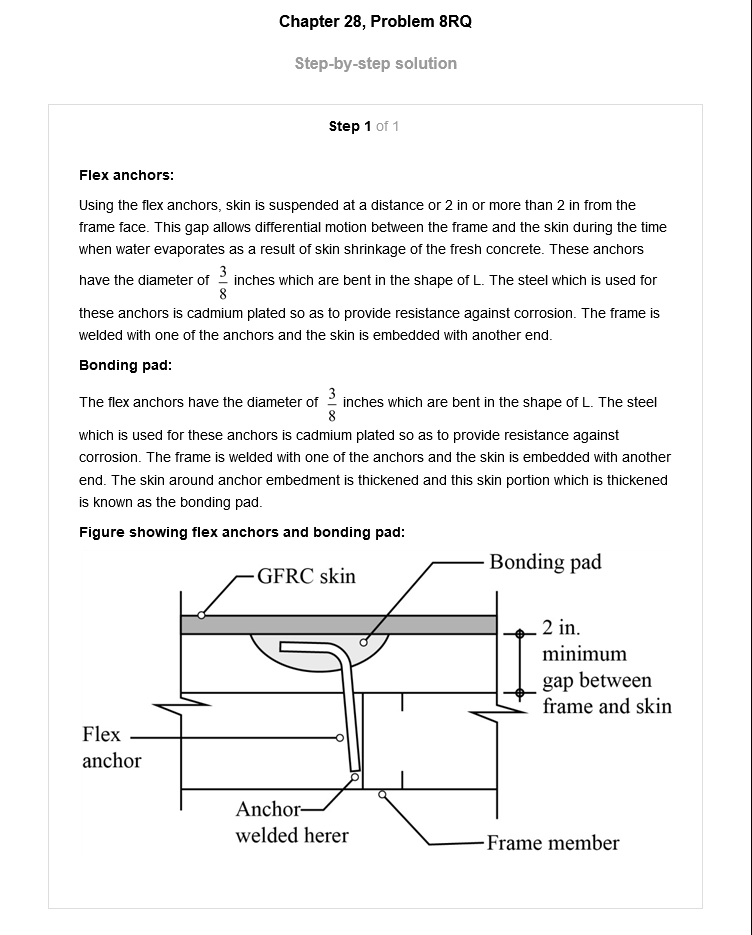 Chapter 28, Problem 8RQ
Step-by-step solution
Step 1 of 1
Flex anchors:
Using the flex anchors, skin is suspended at a distance or 2 in or more than 2 in from the
frame face. This gap allows differential motion between the frame and the skin during the time
when water evaporates as a result of skin shrinkage of the fresh concrete. These anchors
have the diameter of 3/8 inches which are bent in the shape of L. The steel which is used for
these anchors is cadmium plated so as to provide resistance against corrosion. The frame is
welded with one of the anchors and the skin is embedded with another end.
Bonding pad:
The flex anchors have the diameter of 3/8 inches which are bent in the shape of L. The steel
which is used for these anchors is cadmium plated so as to provide resistance against
corrosion. The frame is welded with one of the anchors and the skin is embedded with another
end. The skin around anchor embedment is thickened and this skin portion which is thickened
is known as the bonding pad.
Figure showing flex anchors and bonding pad:
Bonding pad
GFRC skin
2 in.
minimum
gap between
frame and skin
Flex
anchor
Anchor
welded herer
Frame member